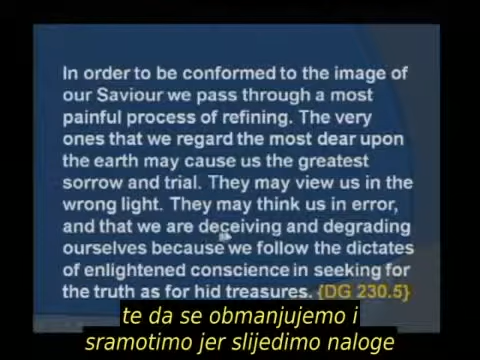 In order to be conformed to the image of
our Saviour we pass through a most
painful process of refining. The very
ones that we regard the most dear upon
the earth may cause us the greatest
sorrow and trial. They may view us in the
wrong light. They may think us in error,
and that we are deceiving and degrading
ourselves because we follow the dictates
of enlightened conscience in seeking for
the truth as for hid treasures. {DG 230.5}
te da se obmanjujemo i
sramotimo jer slijedimo naloge